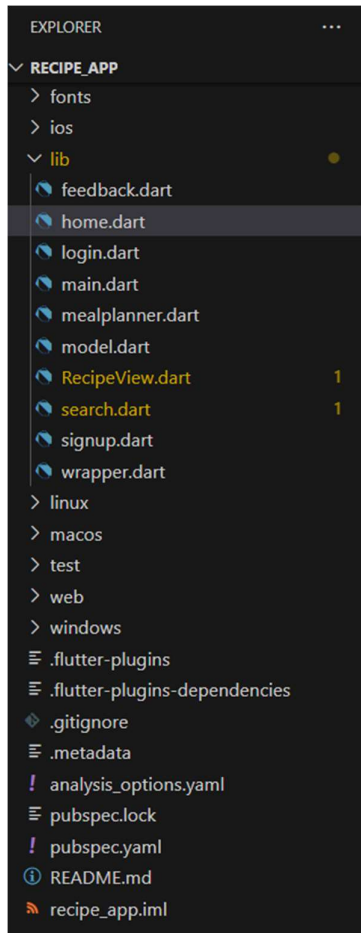 EXPLORER ...
RECIPE_APP
fonts
ios
lib
feedback.dart
home.dart
login.dart
main.dart
mealplanner.dart
model.dart
RecipeView.dart 1
search.dart 1
signup.dart
wrapper.dart
linux
macos
test
web
windows
.flutter-plugins
.flutter-plugins-dependencies
.gitignore
.metadata
! analysis_options.yaml
pubspec.lock
! pubspec.yaml
README.md
recipe_app.iml